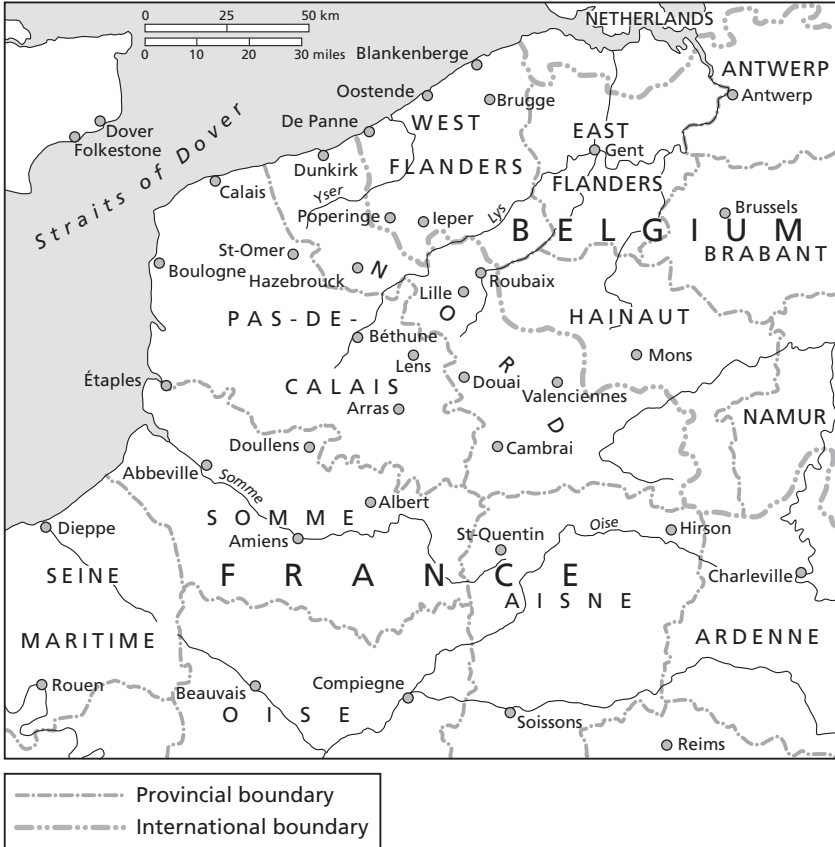 0 25 50 km
0 10 20 30 miles
NETHERLANDS
Blankenberge
ANTWERP
Oostende
Brugge
Antwerp
De Panne
WEST
Dover
EAST
Folkestone
Gent
Dunkirk
FLANDERS
Straits of Dover
Calais
Yser
FLANDERS
Poperinge
Ieper
Lys
Brussels
BELGIUM
BRABANT
St-Omer
Boulogne
Hazebrouck
NORD
Roubaix
Lille
PAS-DE-
HAINAUT
Béthune
Lens
Mons
Étaples
CALAIS
Douai
Valenciennes
Arras
NAMUR
Doullens
Cambrai
Abbeville
Somme
Albert
SOMME
Dieppe
St-Quentin
Oise
Hirson
Amiens
SEINE
FRANCE
Charleville
AISNE
MARITIME
ARDENNE
Rouen
Beauvais
Compiegne
OISE
Soissons
Reims
Provincial boundary
International boundary